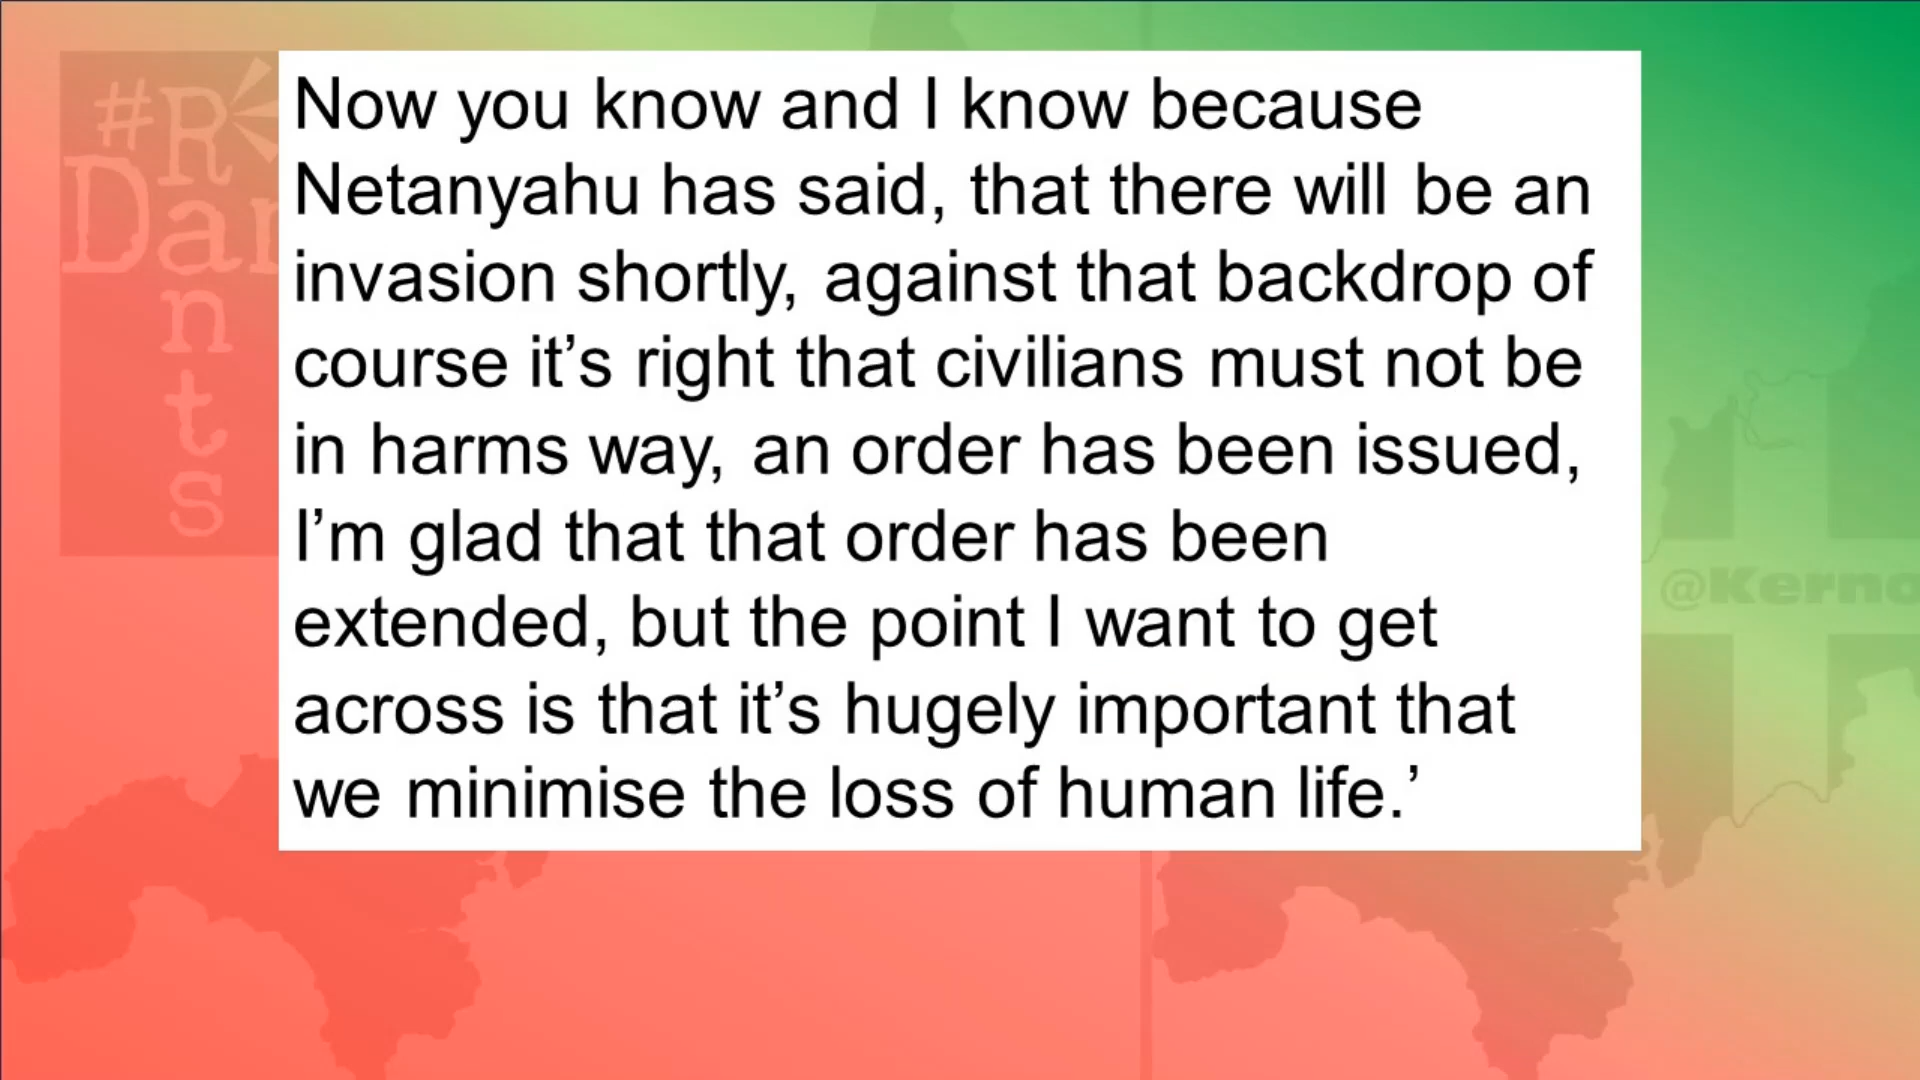 #R
Dan
n
t
s
Now you know and I know because
Netanyahu has said, that there will be an
invasion shortly, against that backdrop of
course it’s right that civilians must not be
in harms way, an order has been issued,
I’m glad that that order has been
extended, but the point I want to get
across is that it’s hugely important that
we minimise the loss of human life.’
@Kerno